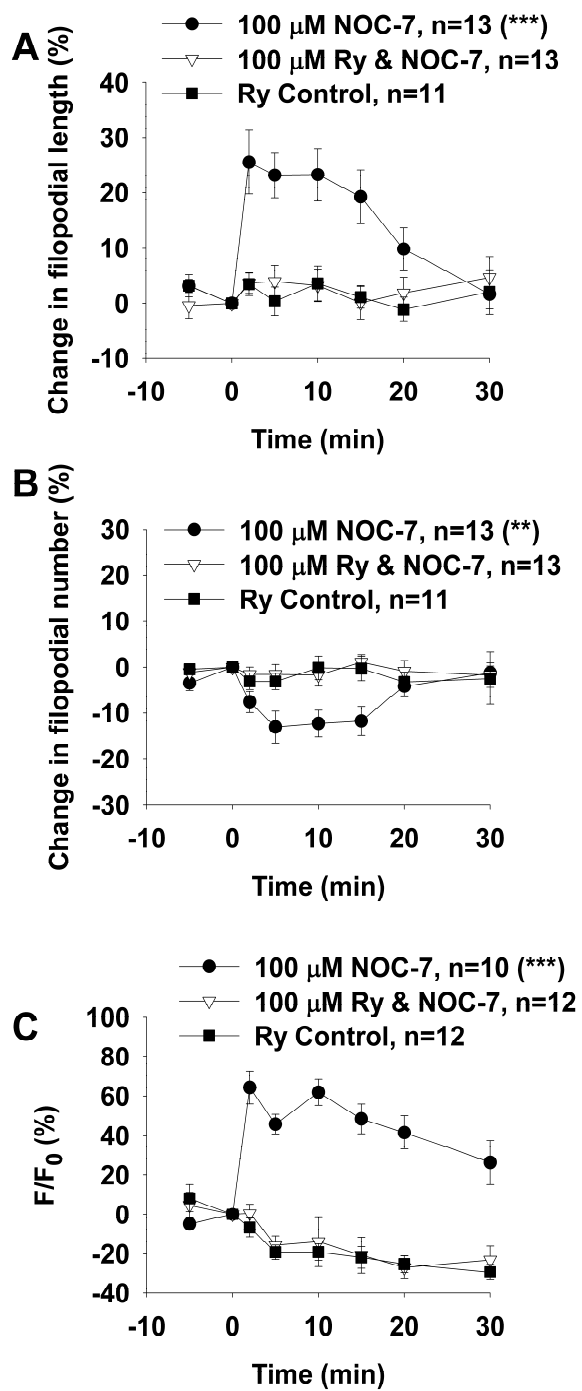 A
100 µM NOC-7, n=13 (***)
100 µM Ry & NOC-7, n=13
Ry Control, n=11
Change in filopodial length (%)
40
30
20
10
0
-10
-10 0 10 20 30
Time (min)
B
100 µM NOC-7, n=13 (**)
100 µM Ry & NOC-7, n=13
Ry Control, n=11
Change in filopodial number (%)
30
20
10
0
-10
-20
-30
-10 0 10 20 30
Time (min)
C
100 µM NOC-7, n=10 (***)
100 µM Ry & NOC-7, n=12
Ry Control, n=12
F/F0 (%)
100
80
60
40
20
0
-20
-40
-10 0 10 20 30
Time (min)